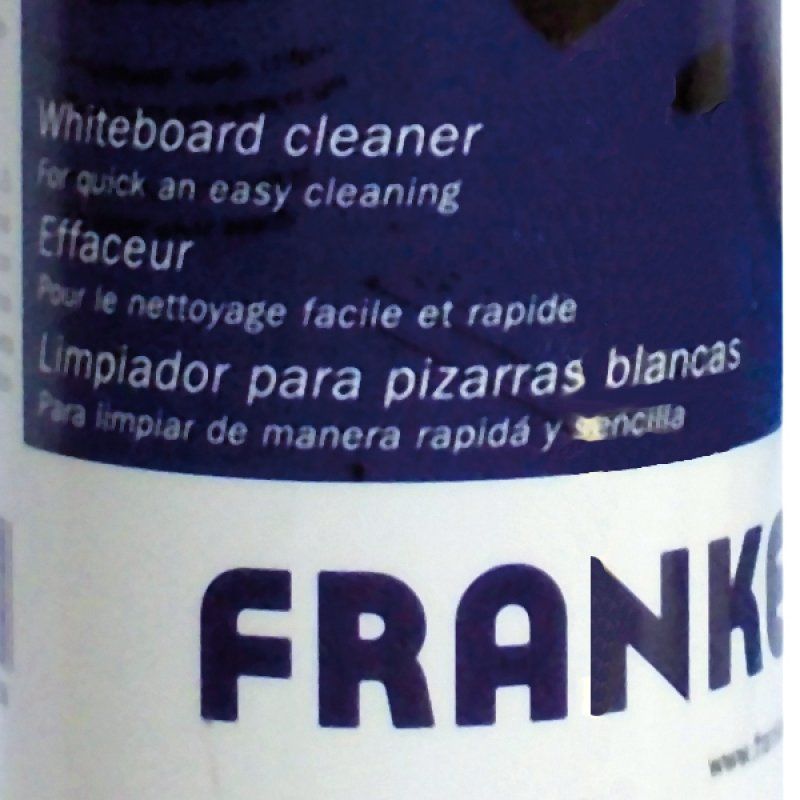 Whiteboard cleaner
For quick an easy cleaning
Effaceur
Pour le nettoyage facile et rapide
Limpiador para pizarras blancas
Para limpiar de manera rapidá y sencilla
FRANKE